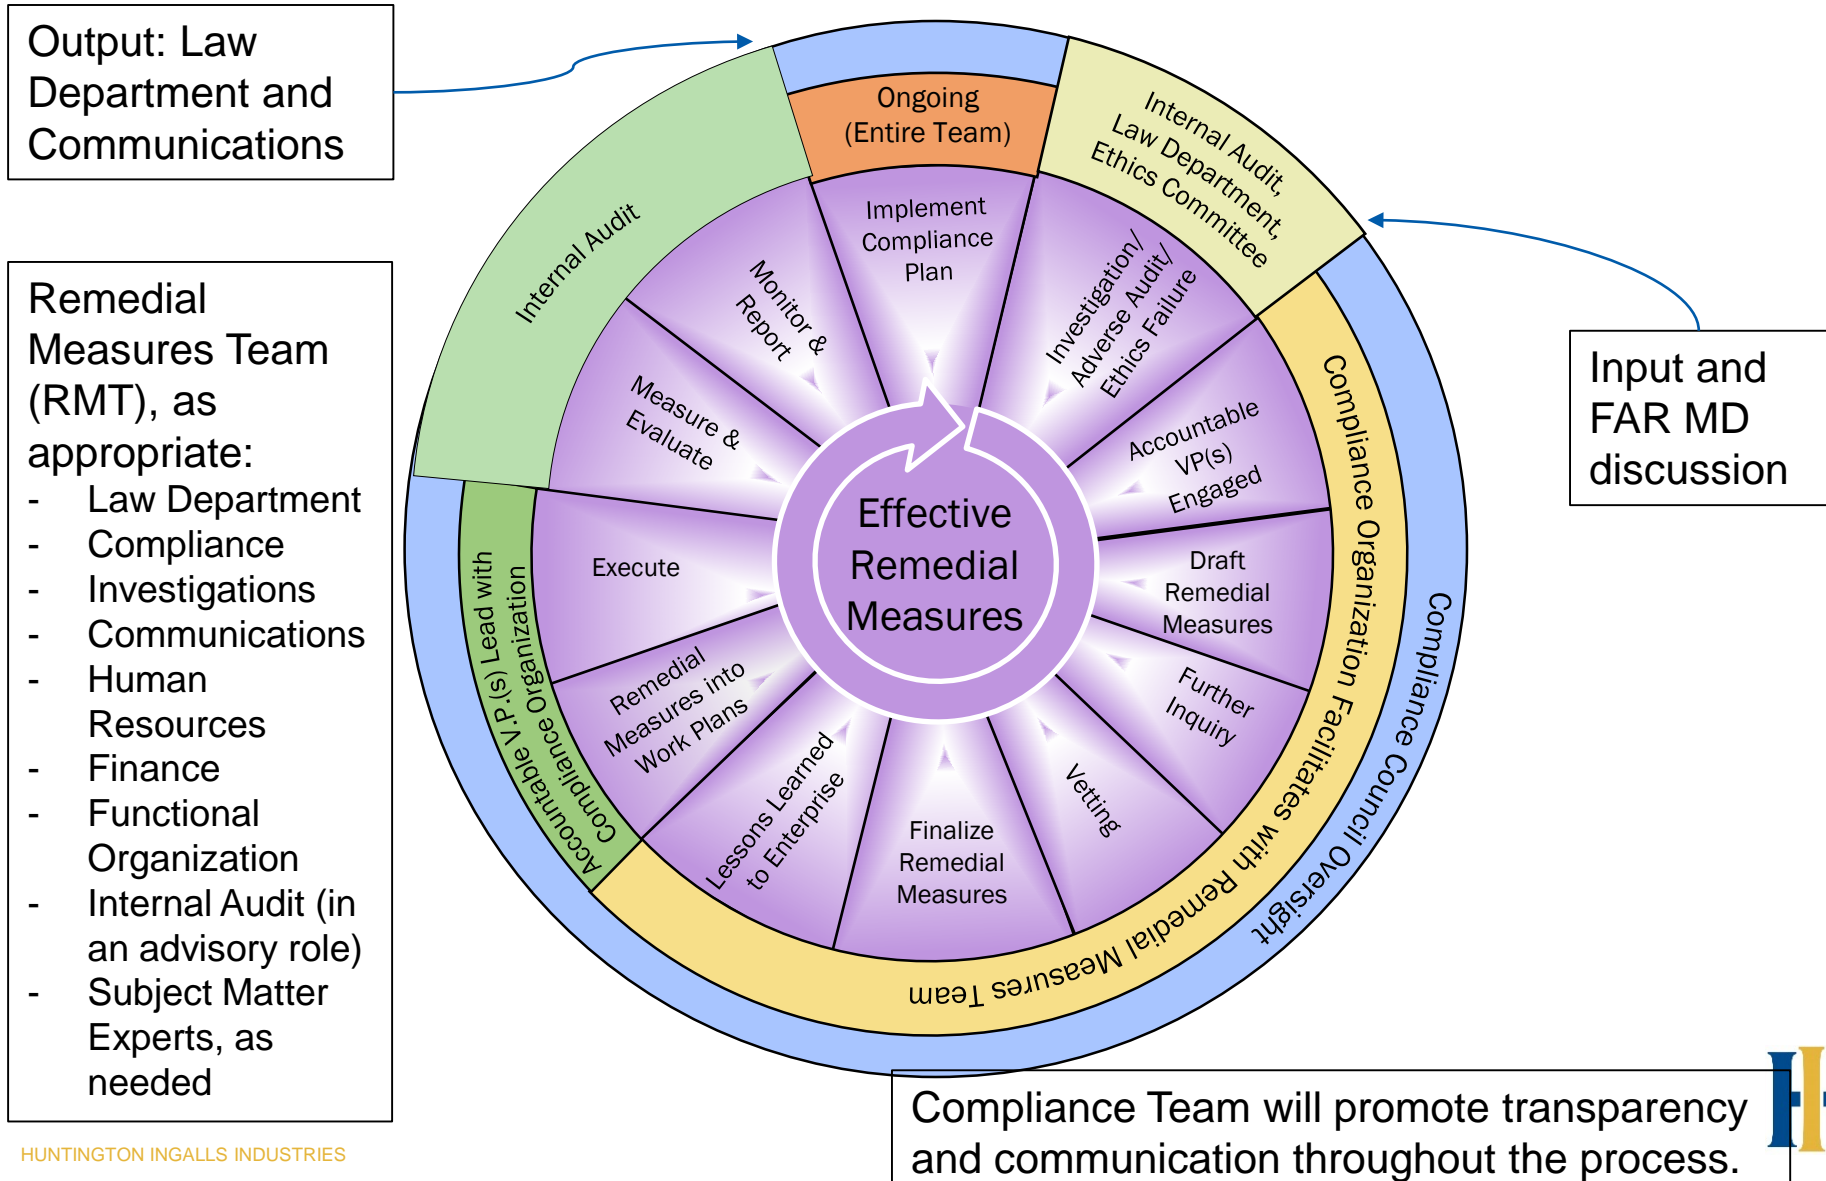 Output: Law
Department and
Communications
Remedial
Measures Team
(RMT), as
appropriate:
- Law Department
- Compliance
- Investigations
- Communications
- Human
Resources
- Finance
- Functional
Organization
- Internal Audit (in
an advisory role)
- Subject Matter
Experts, as
needed
Ongoing
(Entire Team)
Internal Audit,
Law Department,
Ethics Committee
Compliance Organization Facilitates with Remedial Measures Team
Compliance Council Oversight
Accountable V.P.(s) Lead with
Compliance Organization
Internal Audit
Implement
Compliance
Plan
Investigation/
Adverse Audit/
Ethics Failure
Accountable
VP(s)
Engaged
Draft
Remedial
Measures
Further
Inquiry
Vetting
Finalize
Remedial
Measures
Lessons Learned
to Enterprise
Remedial
Measures into
Work Plans
Execute
Measure &
Evaluate
Monitor &
Report
Effective
Remedial
Measures
Input and
FAR MD
discussion
Compliance Team will promote transparency
and communication throughout the process.
HUNTINGTON INGALLS INDUSTRIES